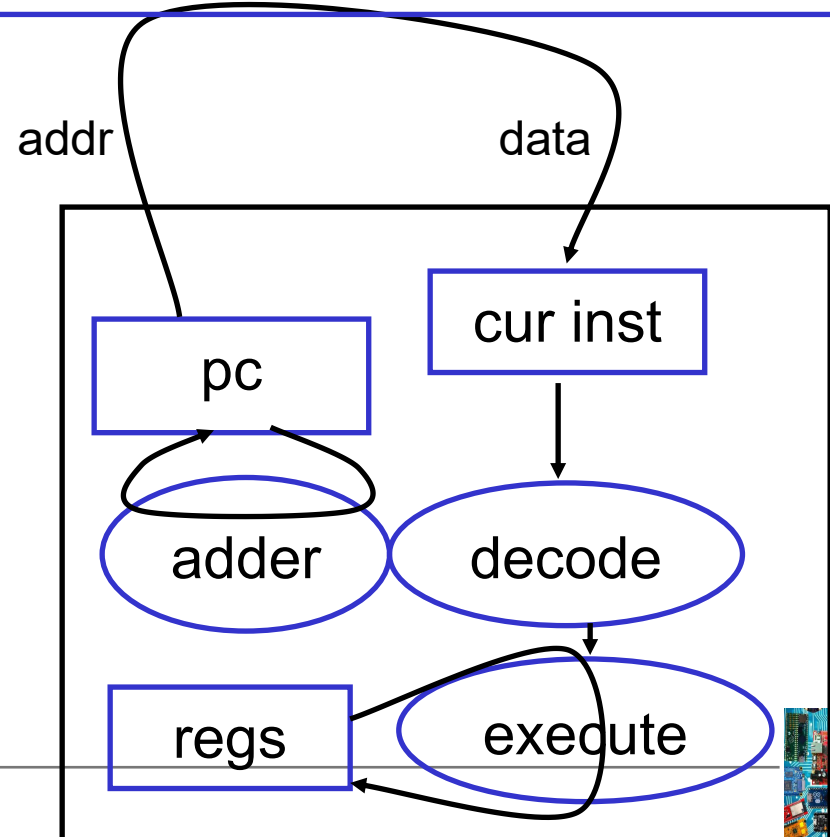 addr
data
cur inst
pc
adder
decode
regs
execute